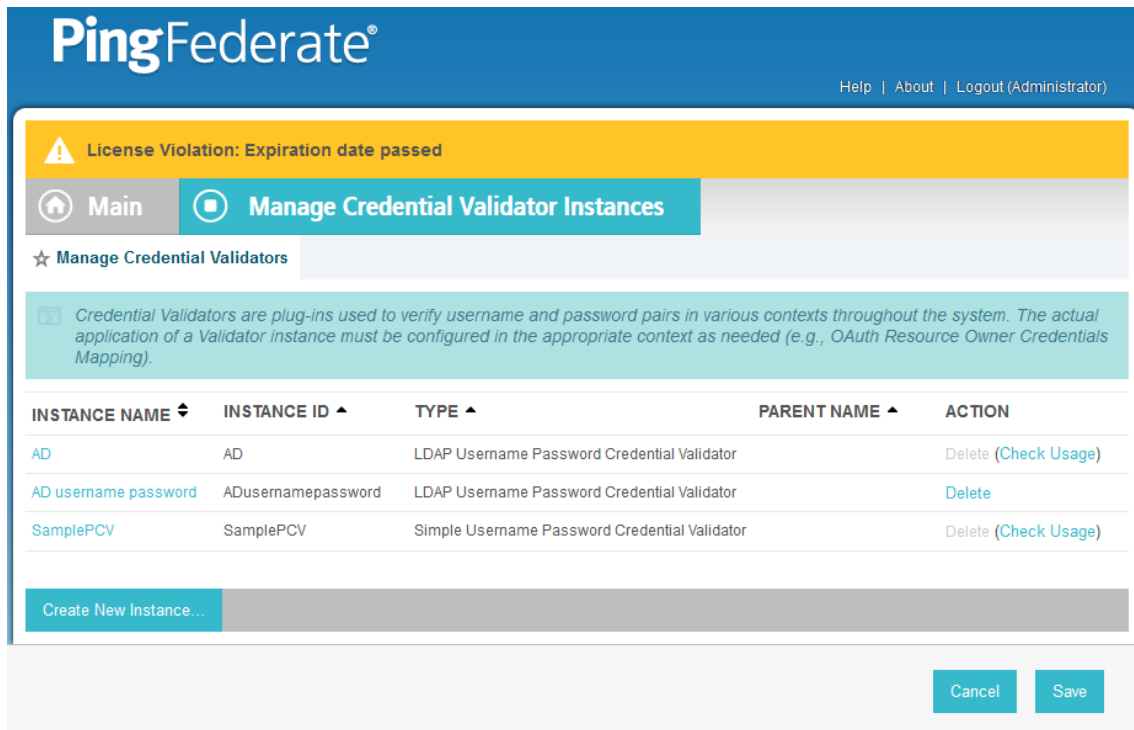 PingFederate®
Help | About | Logout (Administrator)
License Violation: Expiration date passed
Main
Manage Credential Validator Instances
Manage Credential Validators
Credential Validators are plug-ins used to verify username and password pairs in various contexts throughout the system. The actual
application of a Validator instance must be configured in the appropriate context as needed (e.g., OAuth Resource Owner Credentials
Mapping).
INSTANCE NAME INSTANCE ID TYPE PARENT NAME ACTION
AD AD LDAP Username Password Credential Validator Delete (Check Usage)
AD username password ADusernamepassword LDAP Username Password Credential Validator Delete
SamplePCV SamplePCV Simple Username Password Credential Validator Delete (Check Usage)
Create New Instance...
Cancel Save